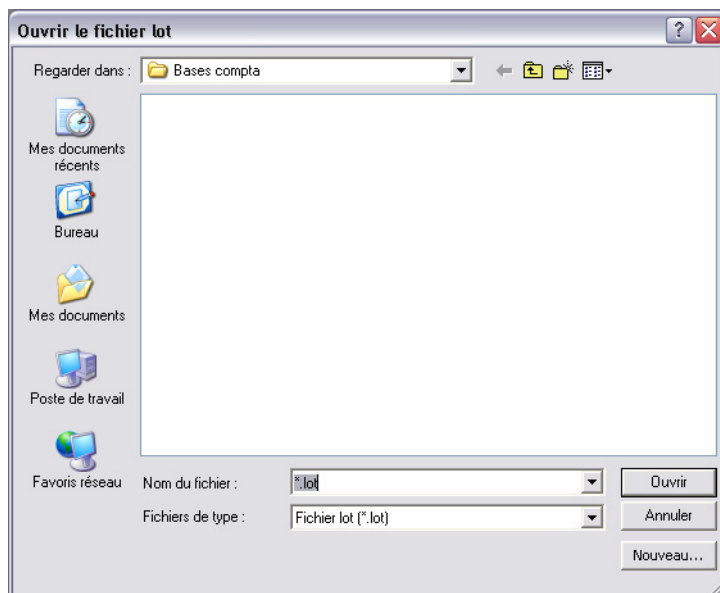 Ouvrir le fichier lot
Regarder dans :
Bases compta
Mes documents
récents
Bureau
Mes documents
Poste de travail
Favoris réseau
Nom du fichier :
*.lot
Ouvrir
Fichiers de type :
Fichier lot (*.lot)
Annuler
Nouveau...